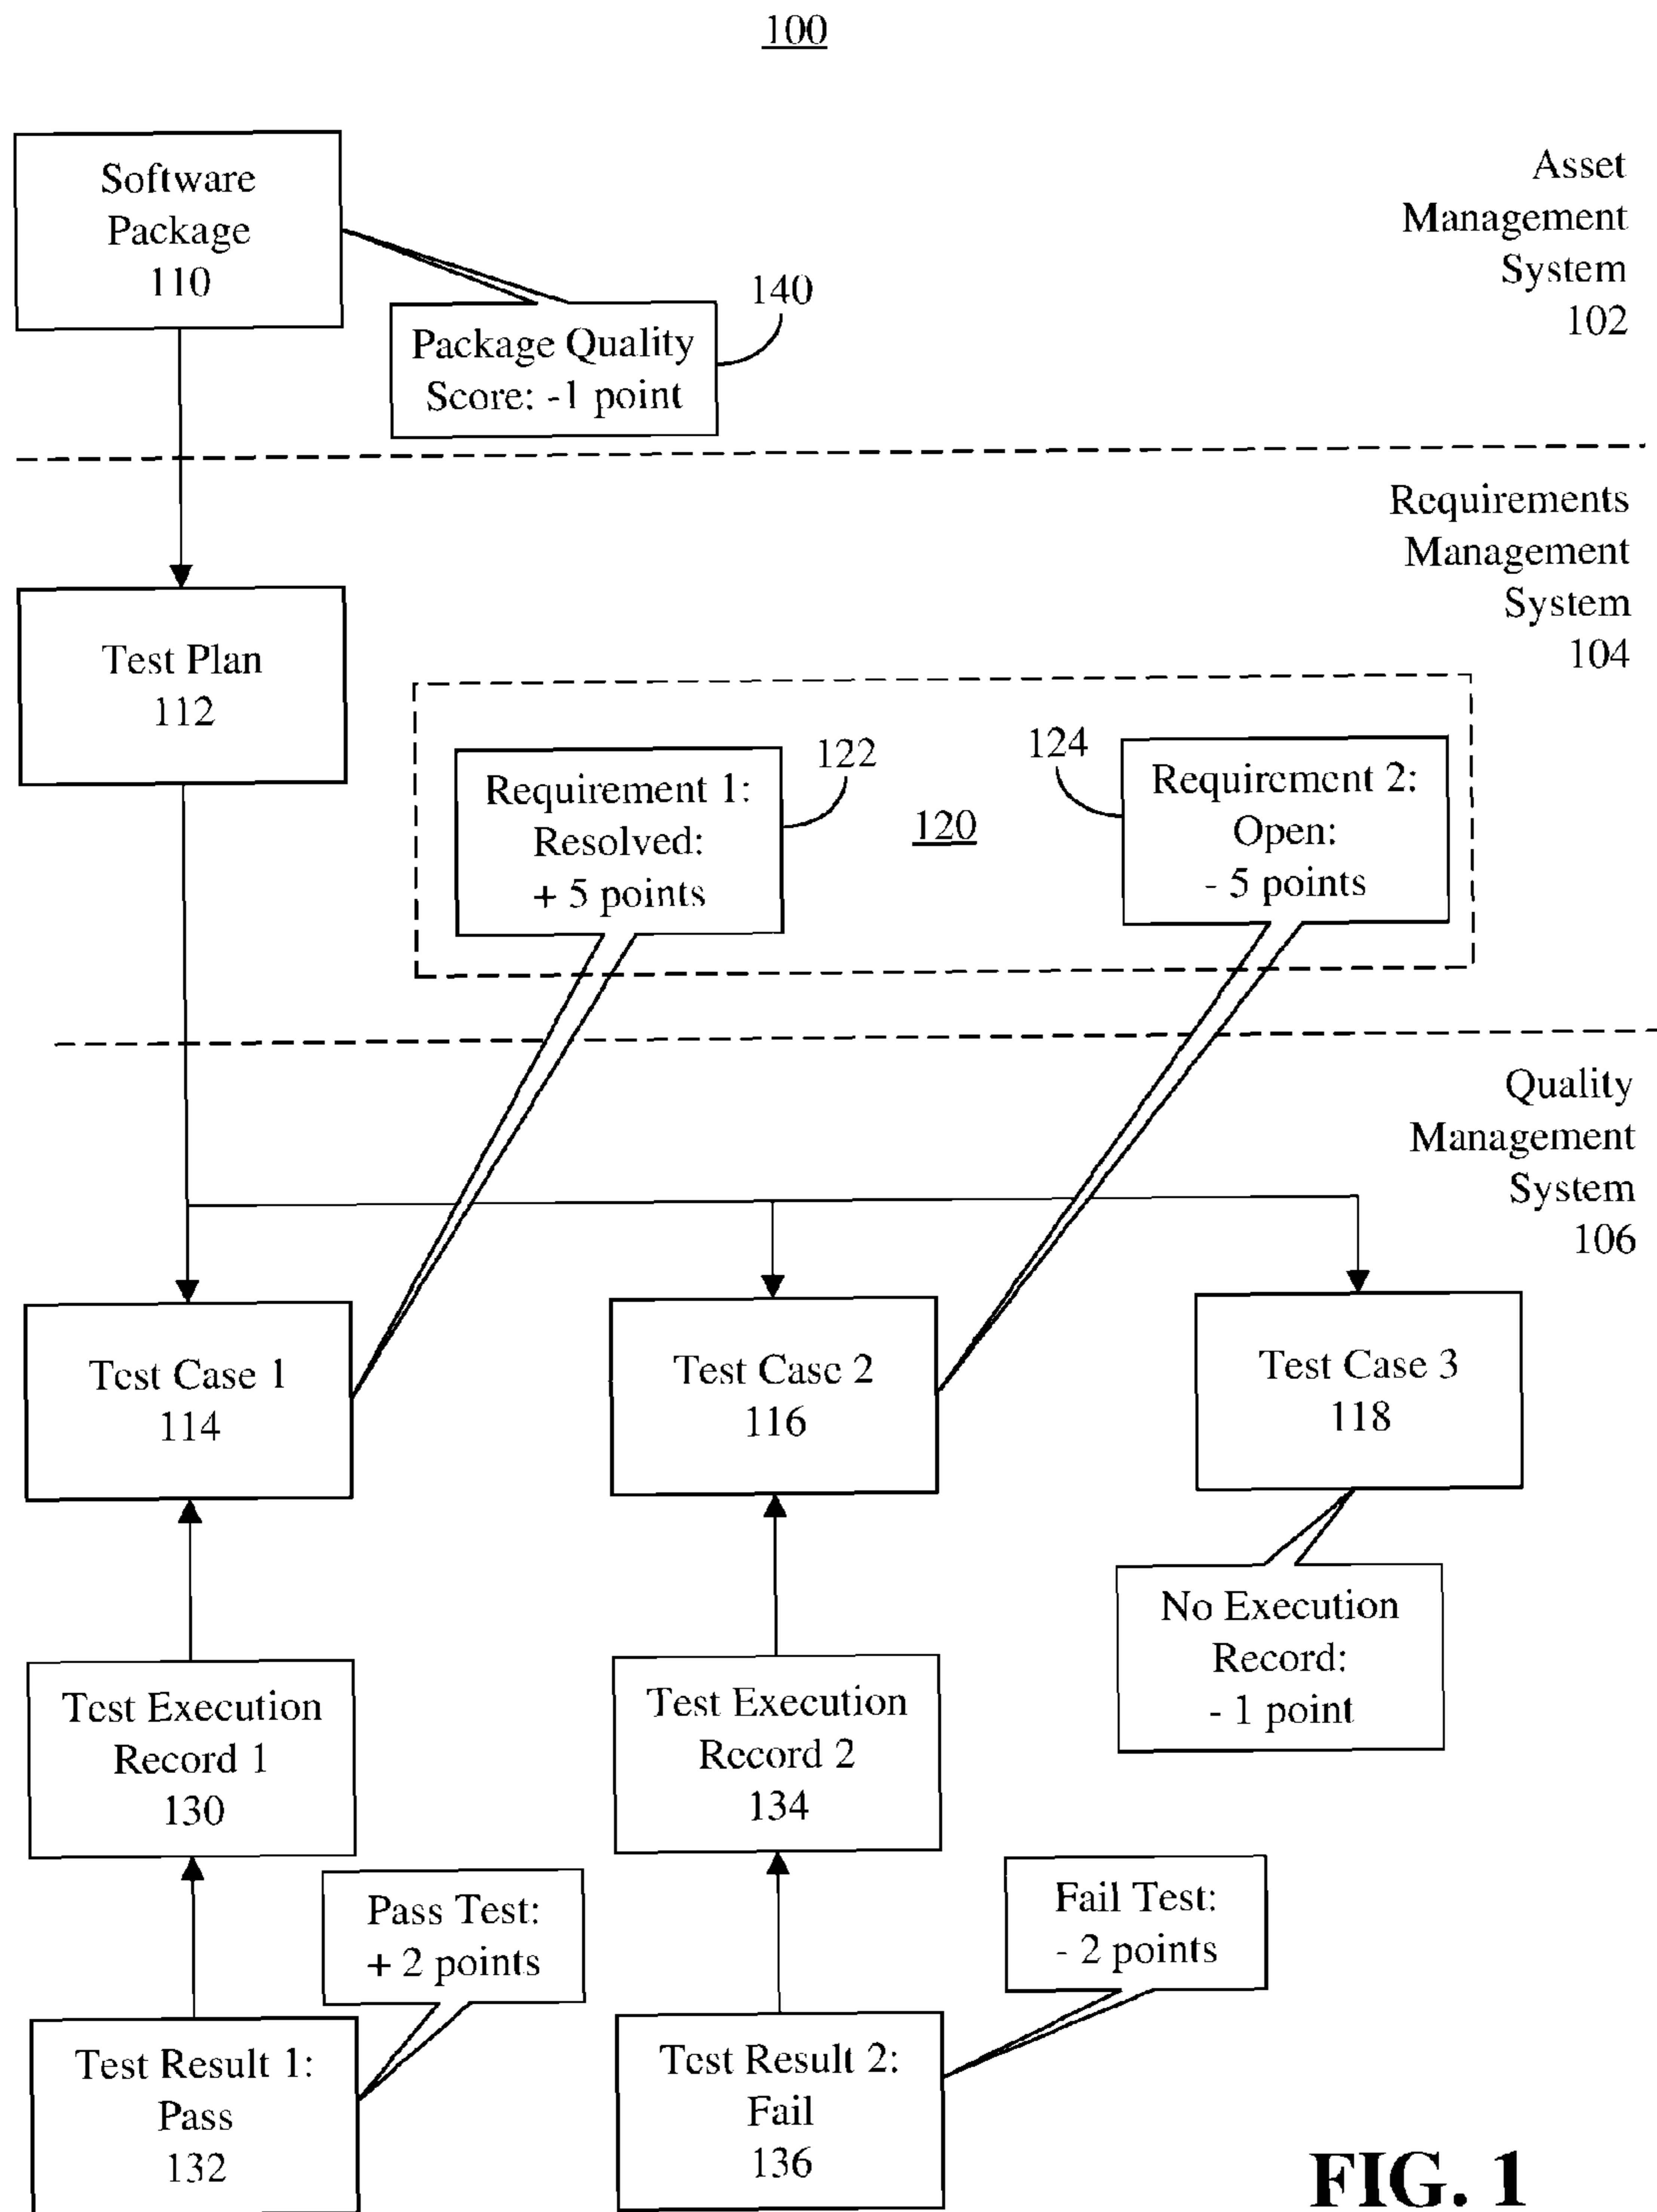 100
Software
Package
110
Asset
Management
System
102
140
Package Quality
Score: -1 point
Requirements
Management
System
104
Test Plan
112
122
124
Requirement 1:
Resolved:
+ 5 points
120
Requirement 2:
Open:
- 5 points
Quality
Management
System
106
Test Case 1
114
Test Case 2
116
Test Case 3
118
No Execution
Record:
- 1 point
Test Execution
Record 1
130
Test Execution
Record 2
134
Pass Test:
+ 2 points
Fail Test:
- 2 points
Test Result 1:
Pass
132
Test Result 2:
Fail
136
FIG. 1